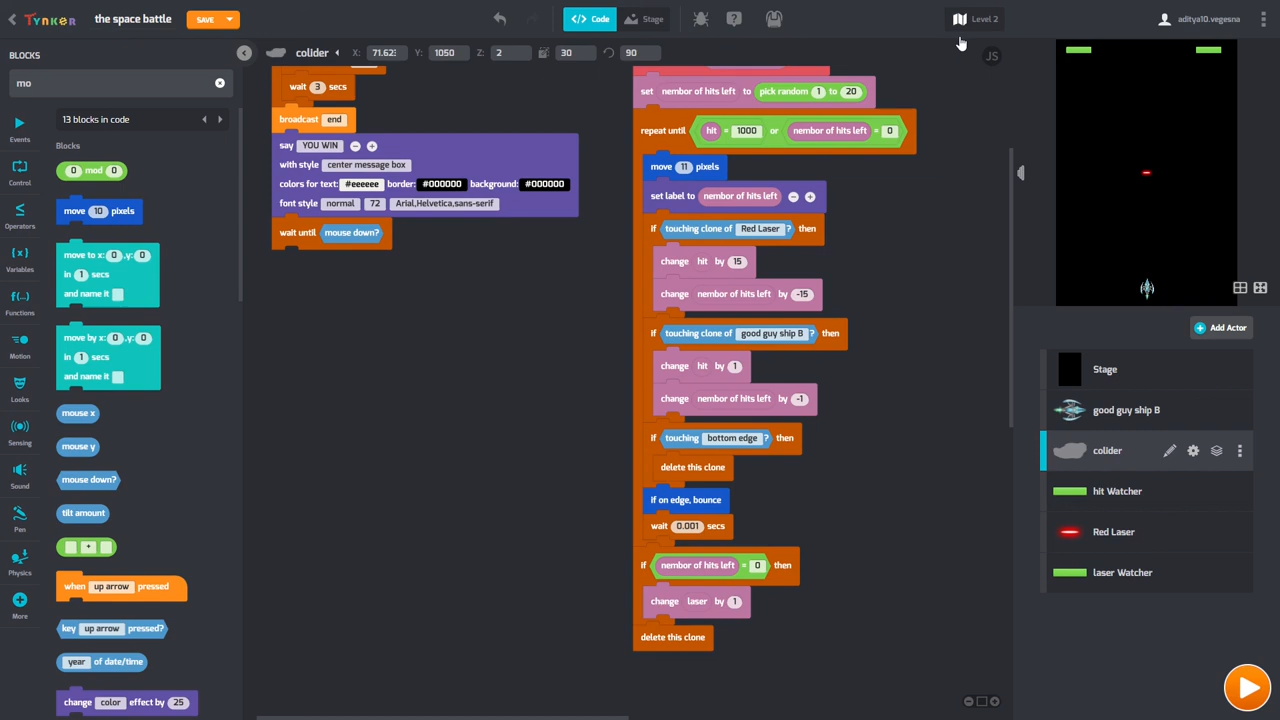 TYNKER
the space battle
SAVE
Code
Stage
Level 2
aditya10.vegesna
BLOCKS
colider
X:
71.623
Y:
1050
Z:
2
30
90
JS
mo
13 blocks in code
Blocks
Events
Control
Operators
Variables
Functions
Motion
Looks
Sensing
Sound
Pen
Physics
More
0 mod 0
move 10 pixels
move to x: 0 ,y: 0
in 1 secs
and name it
move by x: 0 ,y: 0
in 1 secs
and name it
mouse x
mouse y
mouse down?
tilt amount
when up arrow pressed
key up arrow pressed?
year of date/time
change color effect by 25
wait 3 secs
broadcast end
say YOU WIN
with style center message box
colors for text: #eeeeee border: #000000 background: #000000
font style normal 72 Arial,Helvetica,sans-serif
wait until mouse down?
set nembor of hits left to pick random 1 to 20
repeat until hit = 1000 or nembor of hits left = 0
move 11 pixels
set label to nembor of hits left
if touching clone of Red Laser ? then
change hit by 15
change nembor of hits left by -15
if touching clone of good guy ship B ? then
change hit by 1
change nembor of hits left by -1
if touching bottom edge ? then
delete this clone
if on edge, bounce
wait 0.001 secs
if nembor of hits left = 0 then
change laser by 1
delete this clone
Add Actor
Stage
good guy ship B
colider
hit Watcher
Red Laser
laser Watcher